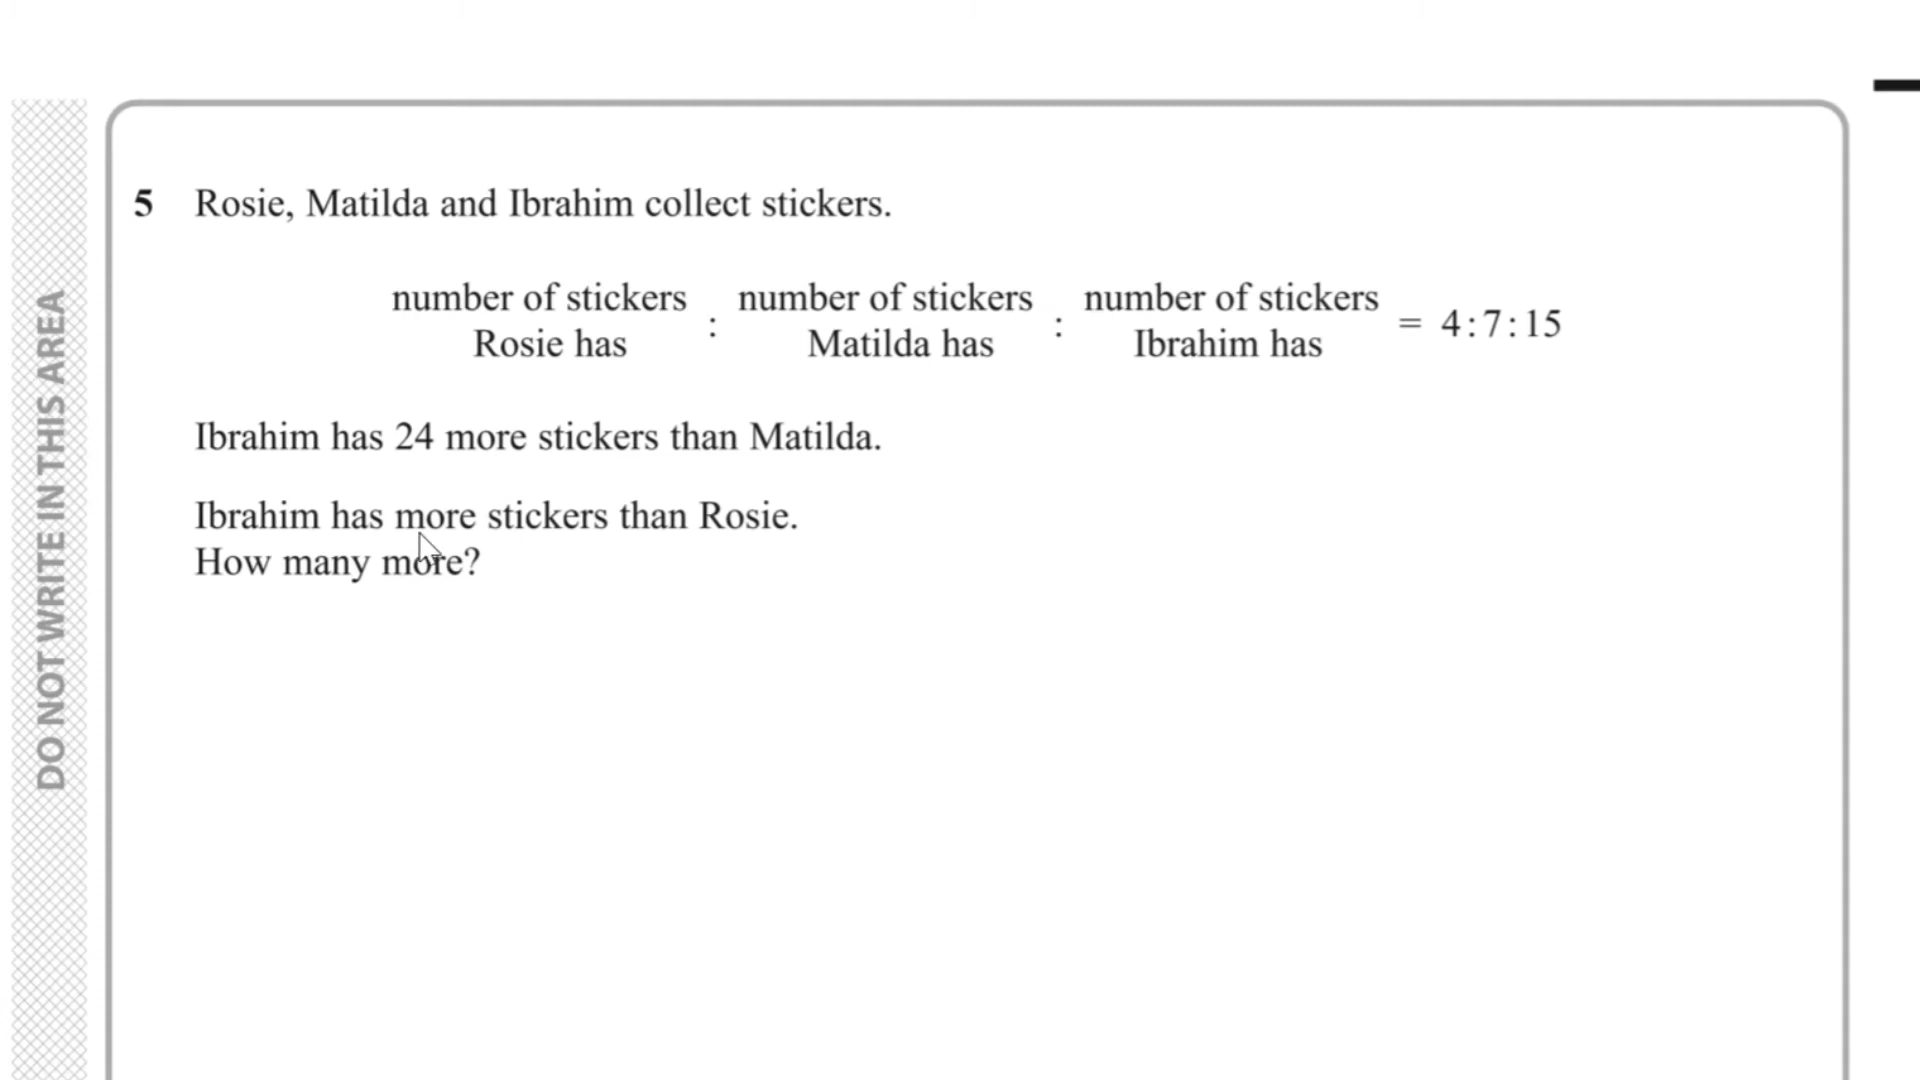 DO NOT WRITE IN THIS AREA
5 Rosie, Matilda and Ibrahim collect stickers.
number of stickers Rosie has : number of stickers Matilda has : number of stickers Ibrahim has = 4 : 7 : 15
Ibrahim has 24 more stickers than Matilda.
Ibrahim has more stickers than Rosie.
How many more?